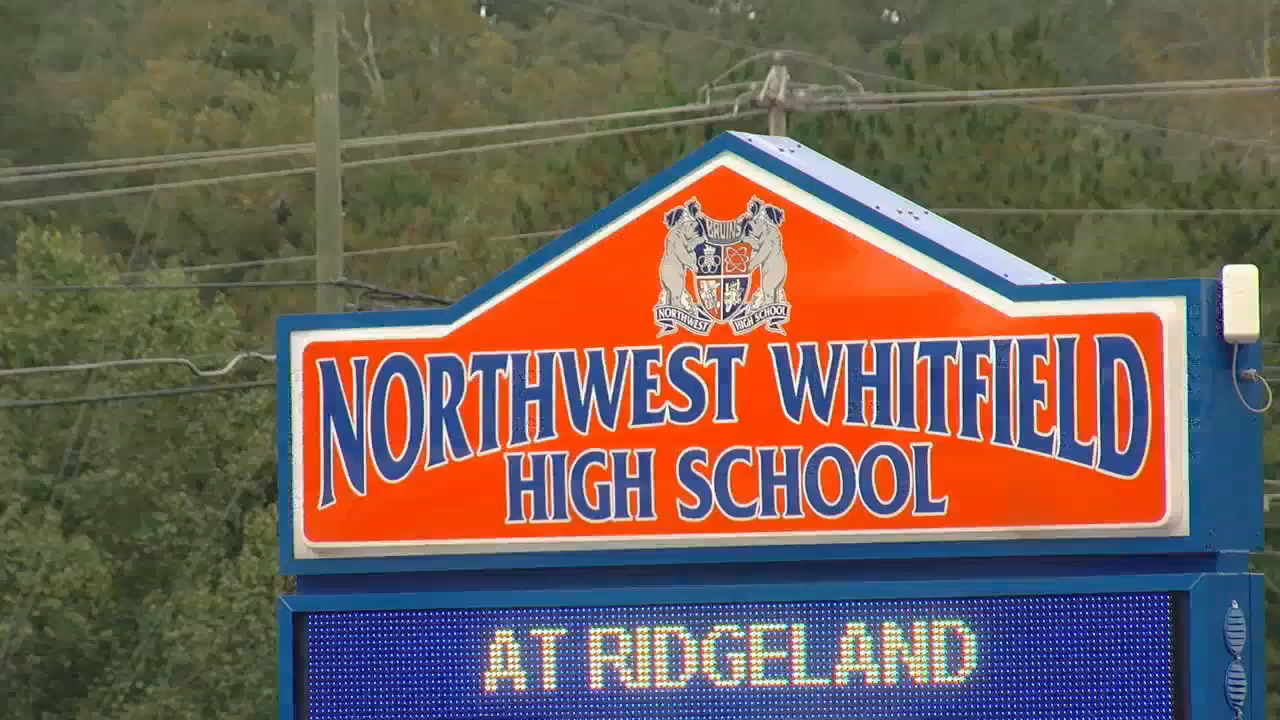 BRUINS
NORTHWEST HIGH SCHOOL
NORTHWEST WHITFIELD
HIGH SCHOOL
AT RIDGELAND